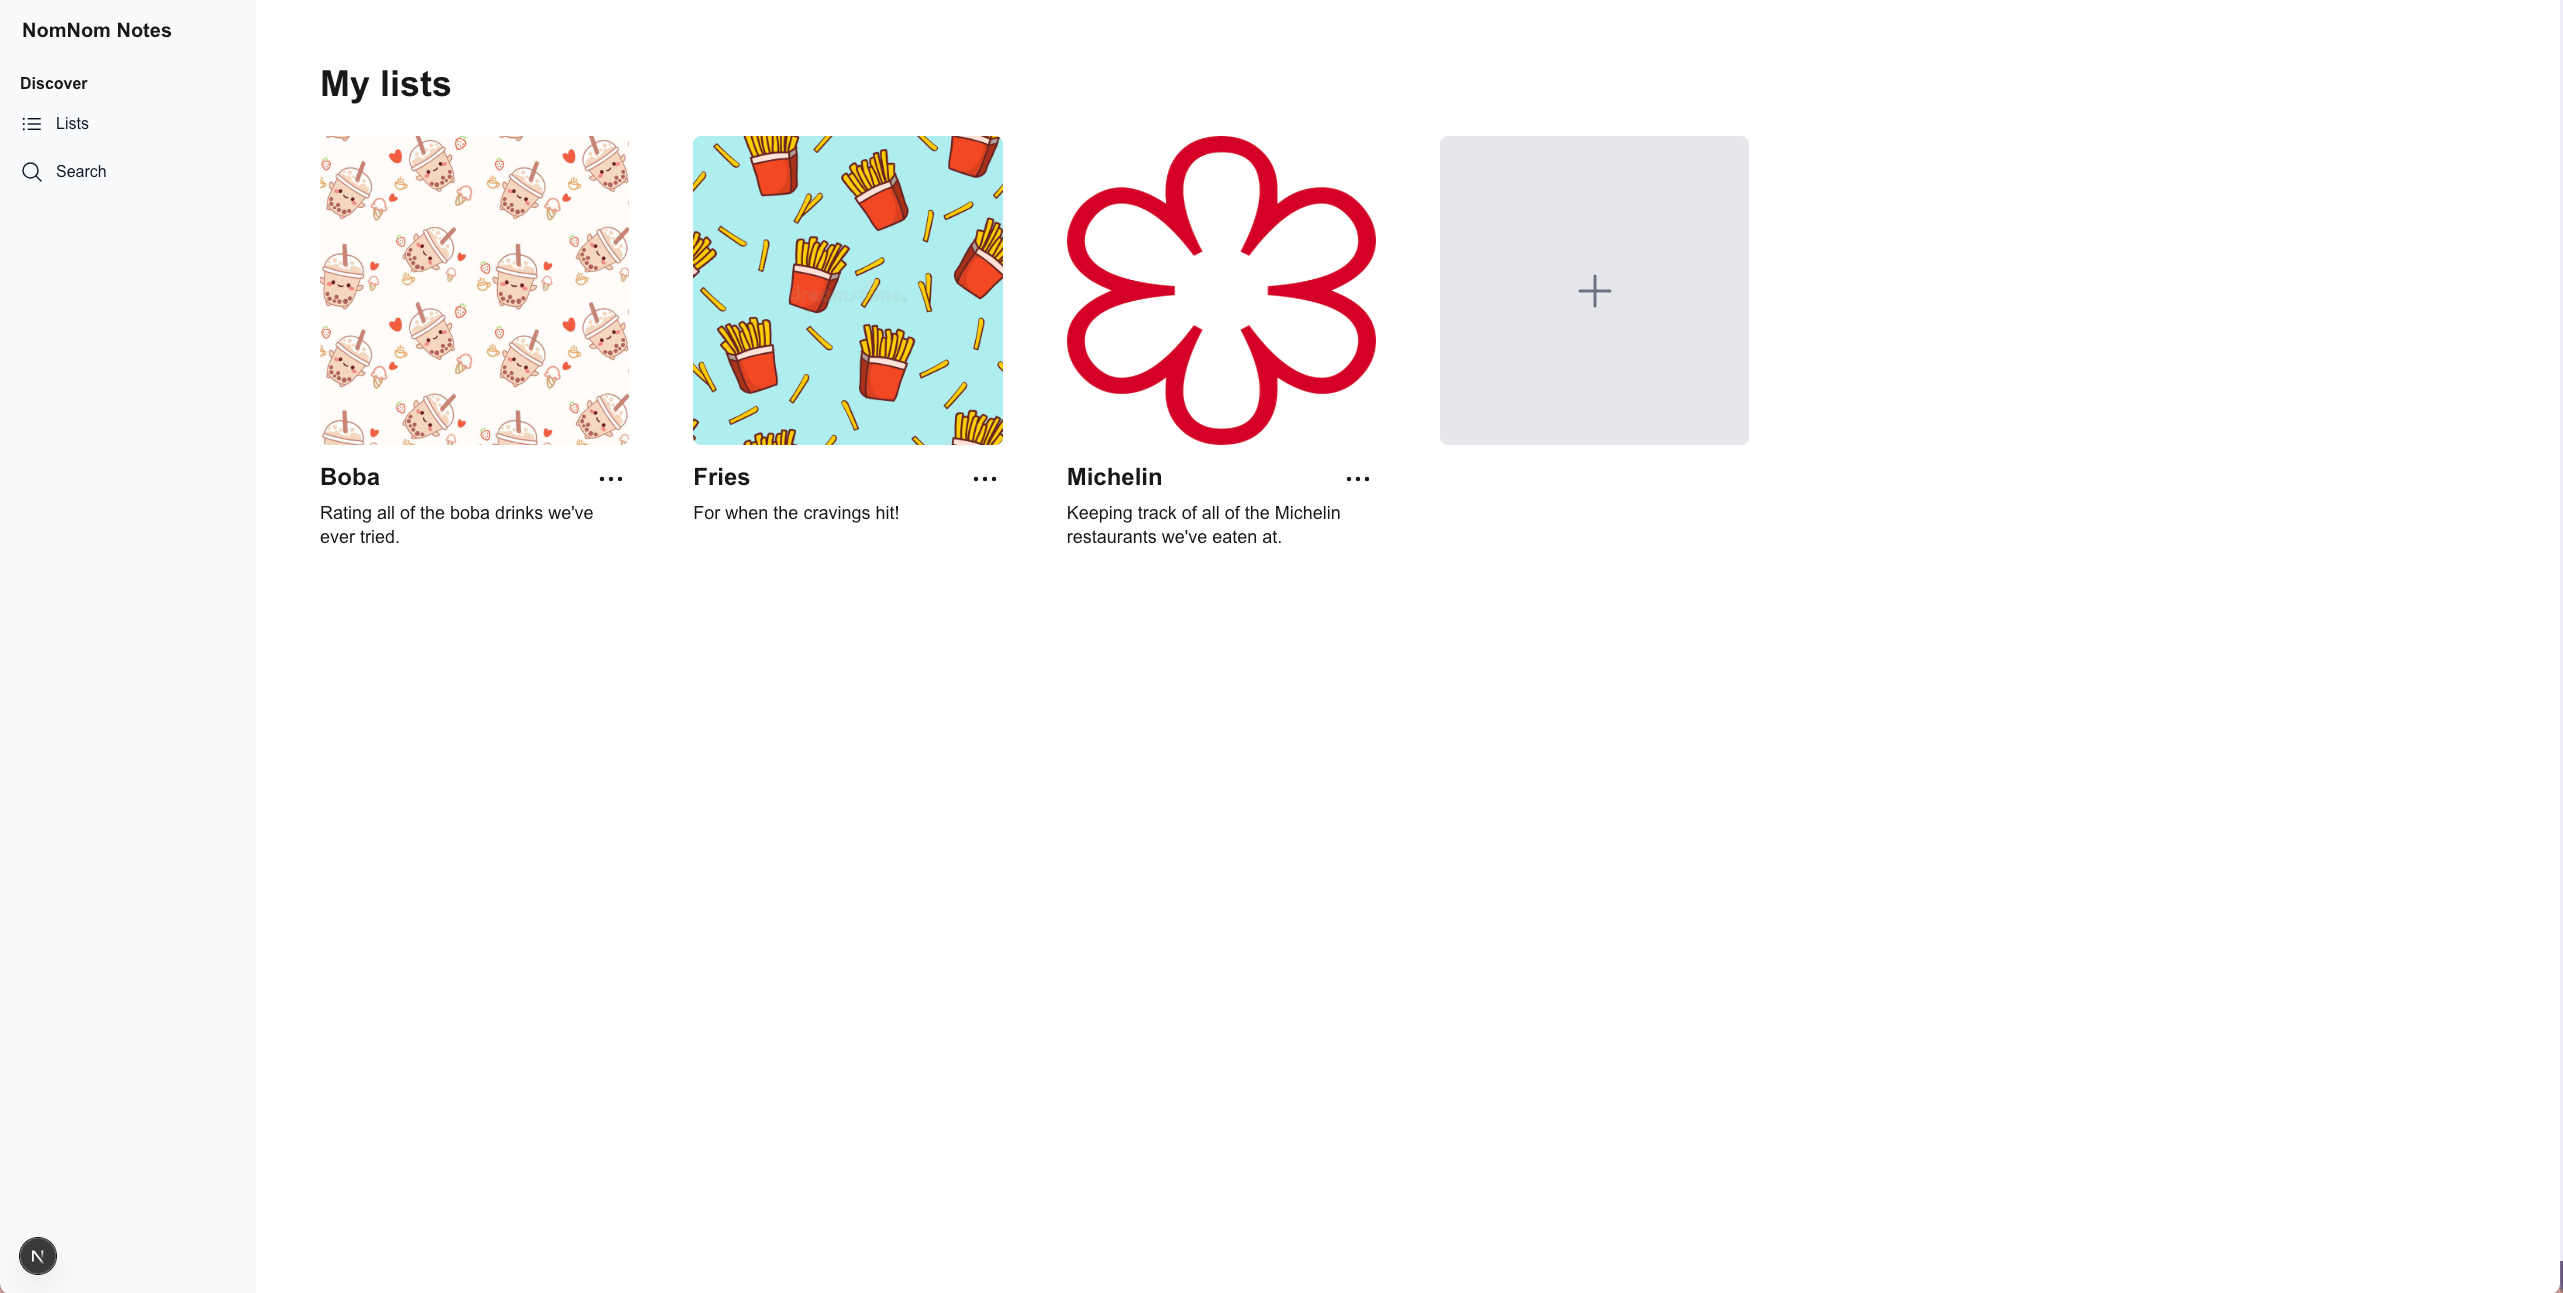 NomNom Notes
Discover
Lists
Search
My lists
Boba
Rating all of the boba drinks we've
ever tried.
Fries
For when the cravings hit!
Michelin
Keeping track of all of the Michelin
restaurants we've eaten at.
N